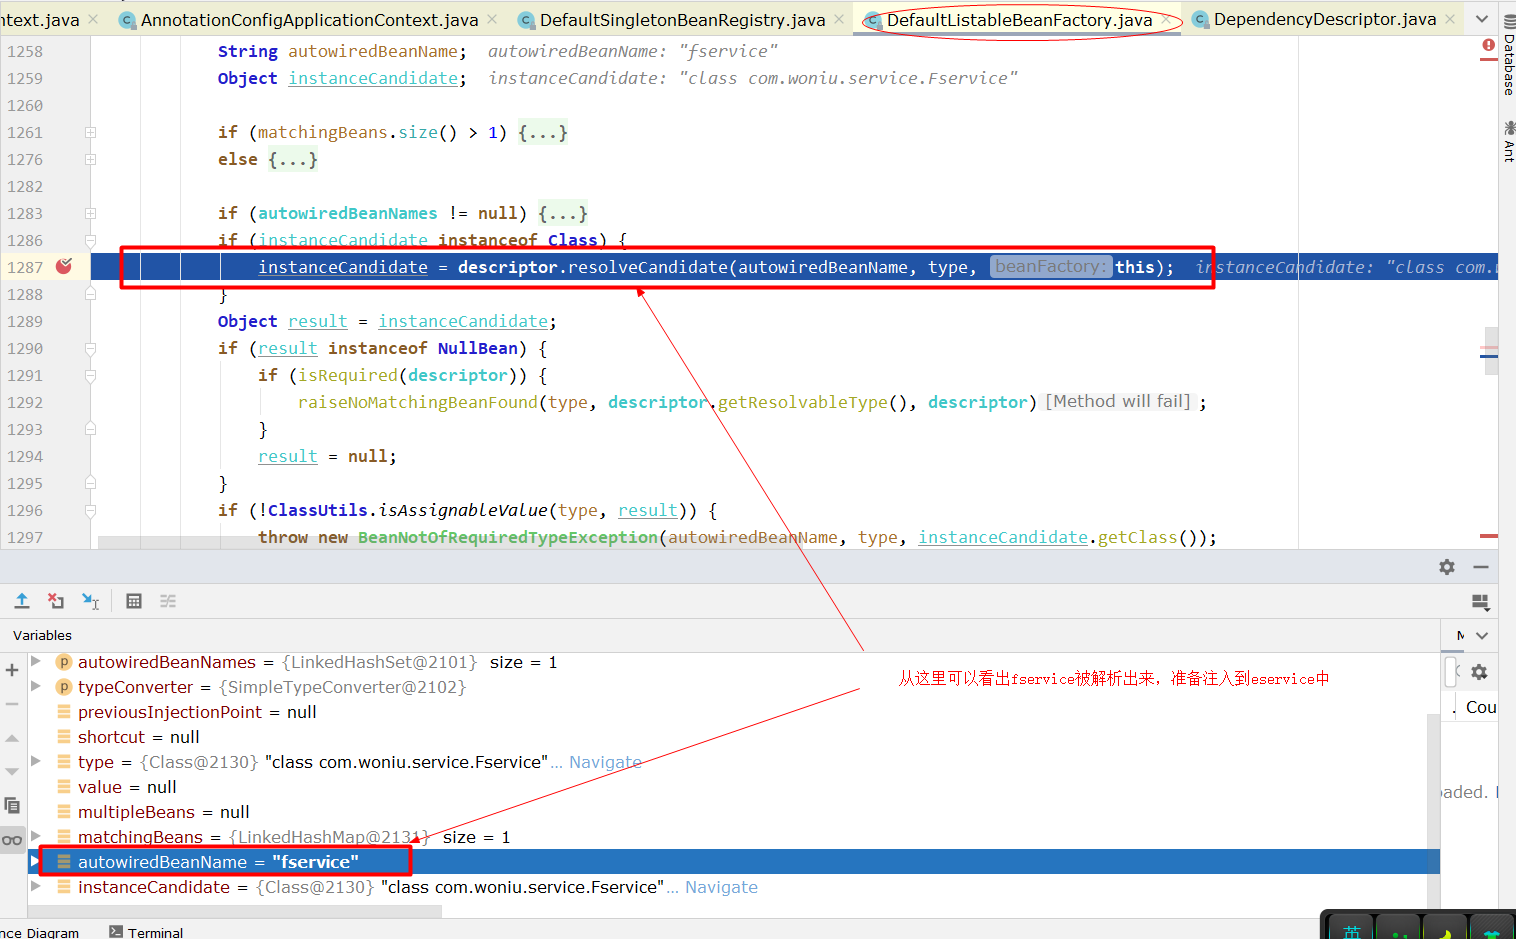 ntext.java
AnnotationConfigApplicationContext.java
DefaultSingletonBeanRegistry.java
DefaultListableBeanFactory.java
DependencyDescriptor.java
1258 String autowiredBeanName; autowiredBeanName: "fservice"
1259 Object instanceCandidate; instanceCandidate: "class com.woniu.service.Fservice"
1260
1261 if (matchingBeans.size() > 1) {...}
1276 else {...}
1282
1283 if (autowiredBeanNames != null) {...}
1286 if (instanceCandidate instanceof Class) {
1287 instanceCandidate = descriptor.resolveCandidate(autowiredBeanName, type, beanFactory: this); instanceCandidate: "class com.w
1288 }
1289 Object result = instanceCandidate;
1290 if (result instanceof NullBean) {
1291 if (isRequired(descriptor)) {
1292 raiseNoMatchingBeanFound(type, descriptor.getResolvableType(), descriptor) [Method will fail] ;
1293 }
1294 result = null;
1295 }
1296 if (!ClassUtils.isAssignableValue(type, result)) {
1297 throw new BeanNotOfRequiredTypeException(autowiredBeanName, type, instanceCandidate.getClass());
Database
Ant
Variables
autowiredBeanNames = {LinkedHashSet@2101} size = 1
typeConverter = {SimpleTypeConverter@2102}
previousInjectionPoint = null
shortcut = null
type = {Class@2130} "class com.woniu.service.Fservice"... Navigate
value = null
multipleBeans = null
matchingBeans = {LinkedHashMap@2131} size = 1
autowiredBeanName = "fservice"
instanceCandidate = {Class@2130} "class com.woniu.service.Fservice"... Navigate
从这里可以看出fservice被解析出来，准备注入到eservice中
Cou
aded.
nce Diagram
Terminal
英